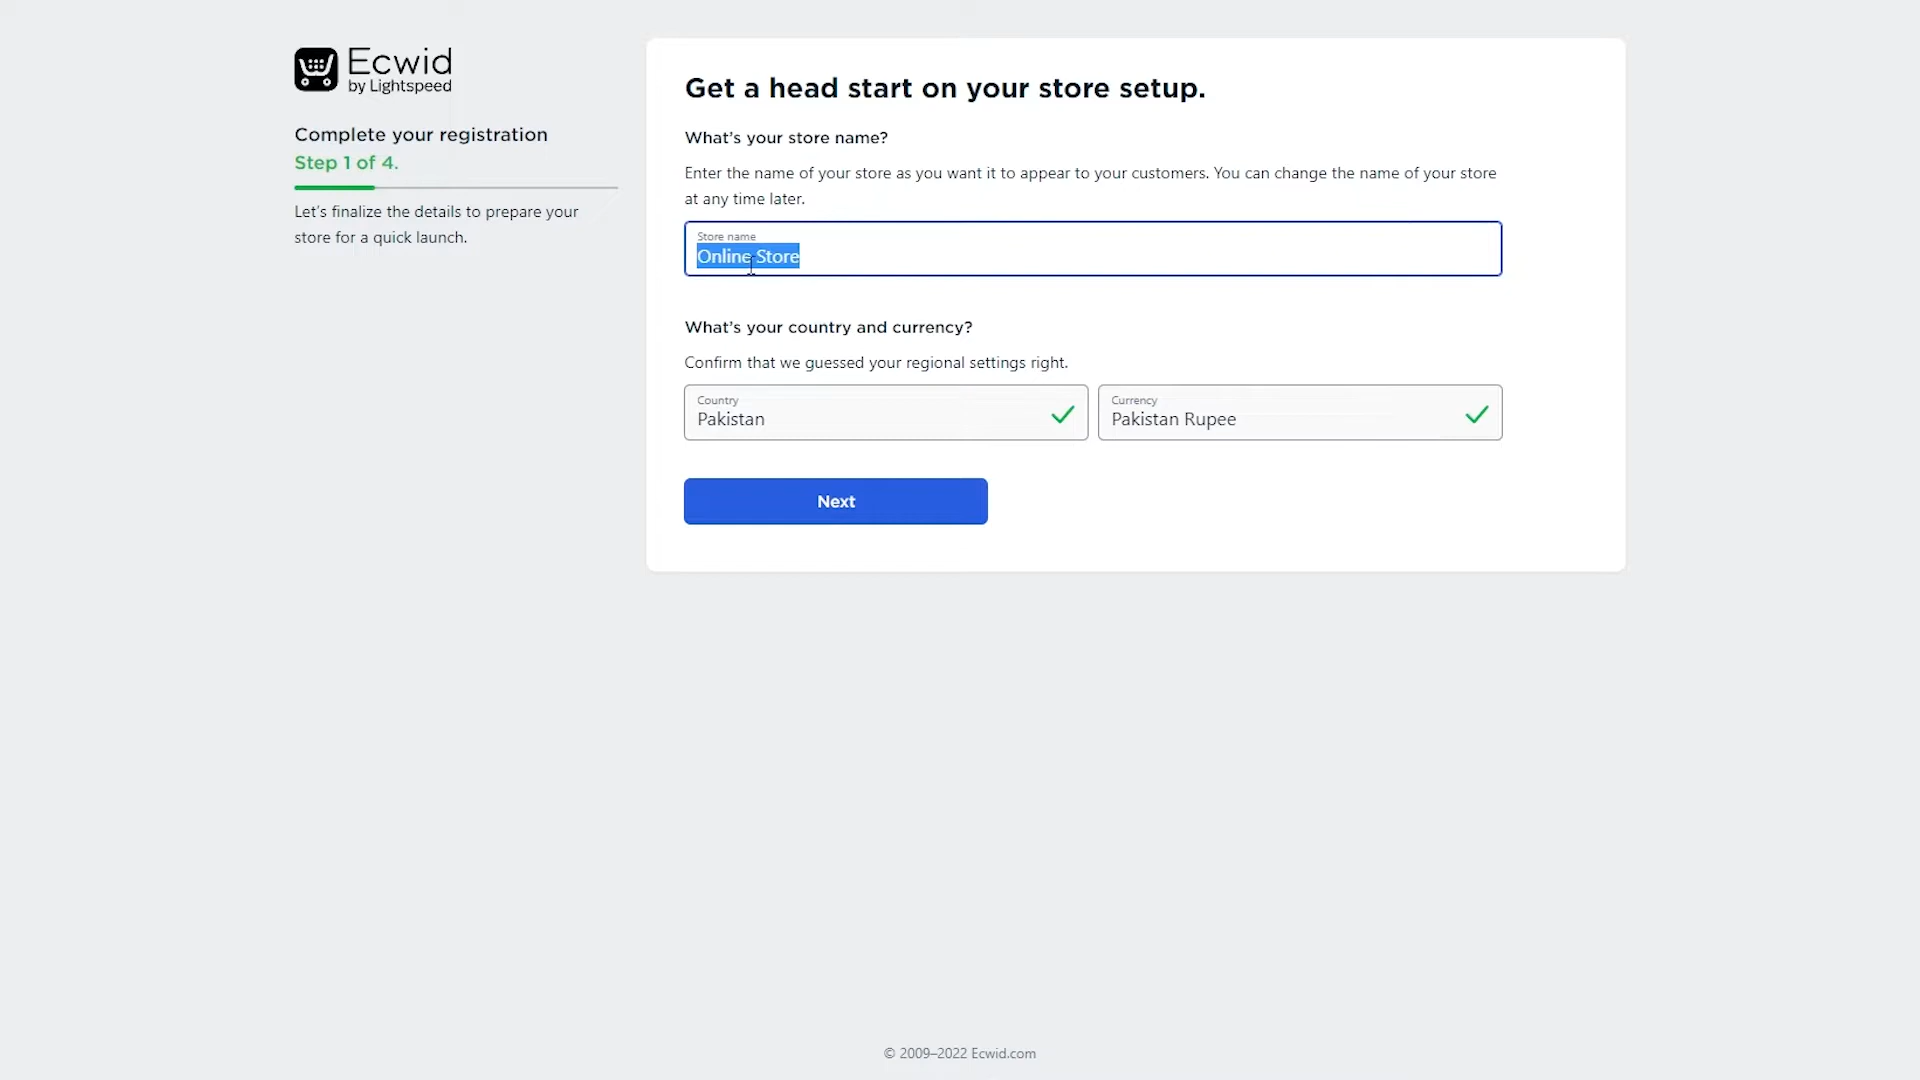 Ecwid
by Lightspeed
Complete your registration
Step 1 of 4.
Let's finalize the details to prepare your
store for a quick launch.
Get a head start on your store setup.
What's your store name?
Enter the name of your store as you want it to appear to your customers. You can change the name of your store
at any time later.
Store name
Online Store
What's your country and currency?
Confirm that we guessed your regional settings right.
Country
Pakistan
Currency
Pakistan Rupee
Next
© 2009–2022 Ecwid.com